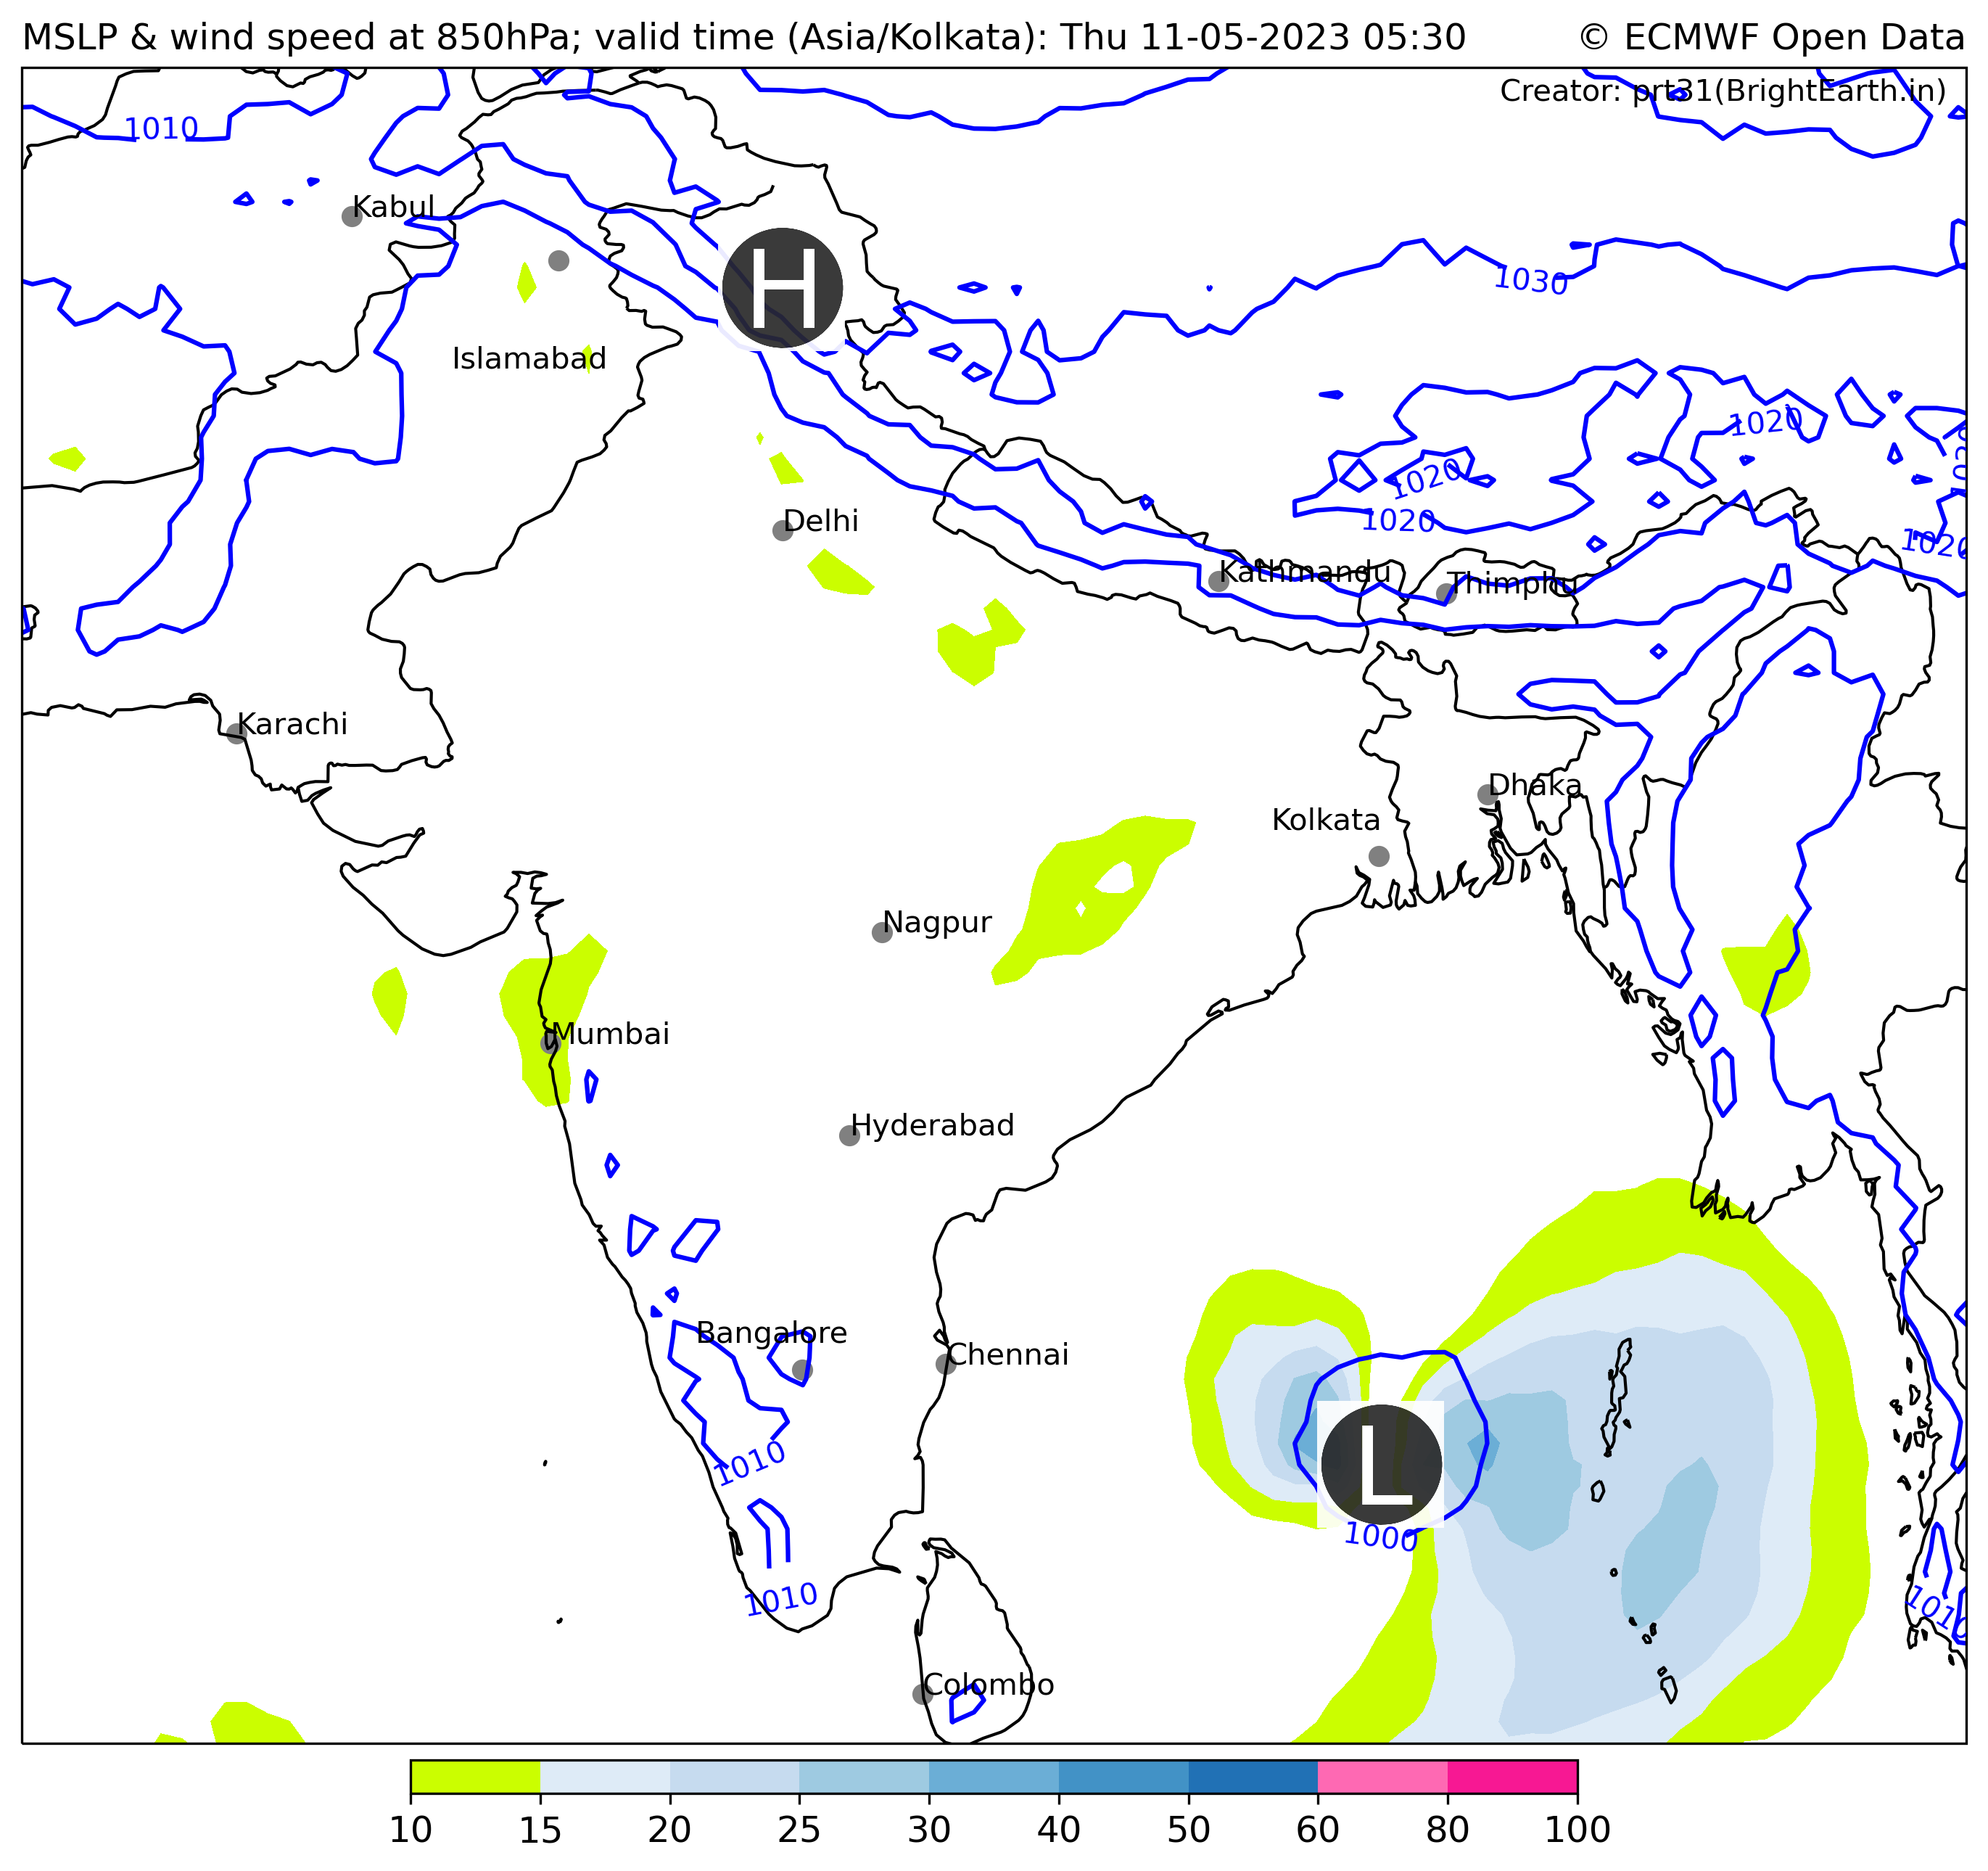 MSLP & wind speed at 850hPa; valid time (Asia/Kolkata): Thu 11-05-2023 05:30
© ECMWF Open Data
Creator: prt31(BrightEarth.in)
1010
Kabul
H
1030
Islamabad
1020
1020
1020
1020
1020
Delhi
Kathmandu
Thimphu
Karachi
Dhaka
Kolkata
Nagpur
Mumbai
Hyderabad
Bangalore
Chennai
1010
L
1000
1010
1010
Colombo
10 15 20 25 30 40 50 60 80 100